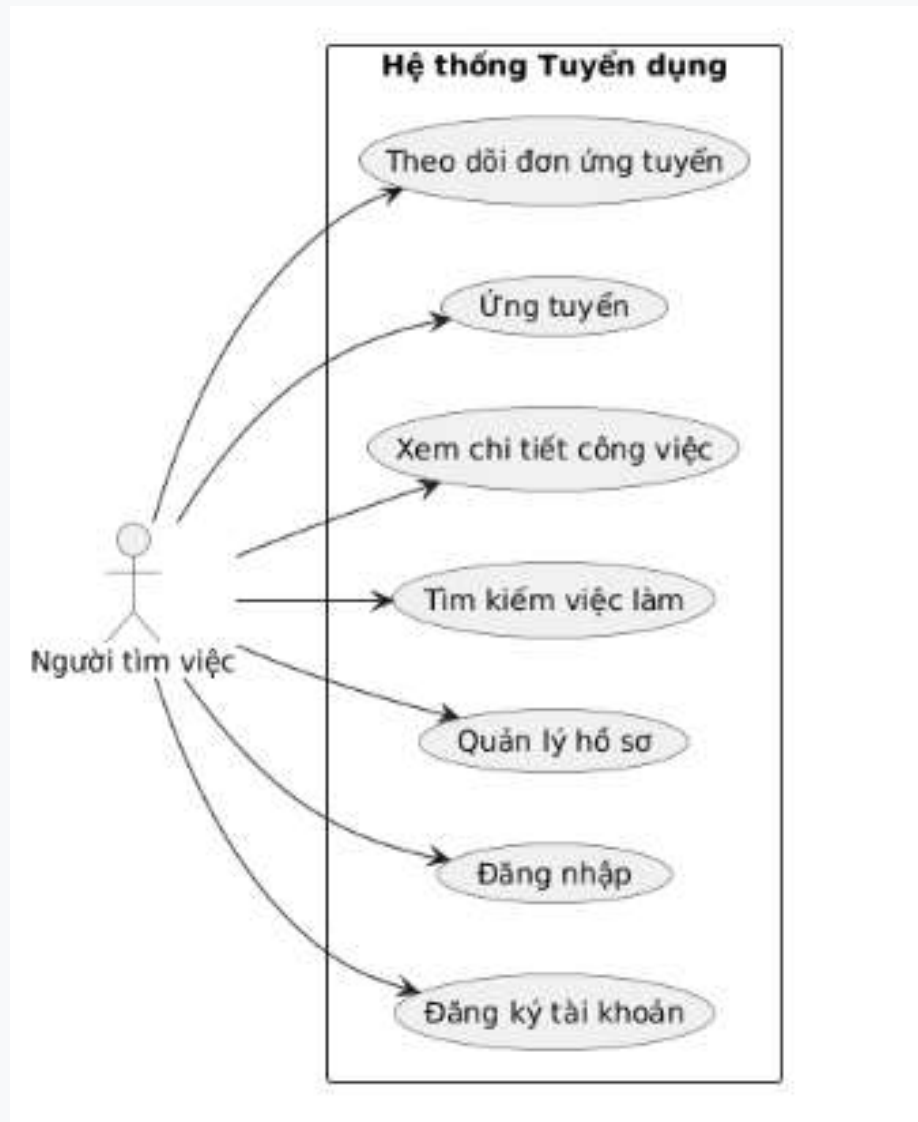 Hệ thống Tuyển dụng
Theo dõi đơn ứng tuyển
Ứng tuyển
Xem chi tiết công việc
Tìm kiếm việc làm
Người tìm việc
Quản lý hồ sơ
Đăng nhập
Đăng ký tài khoản